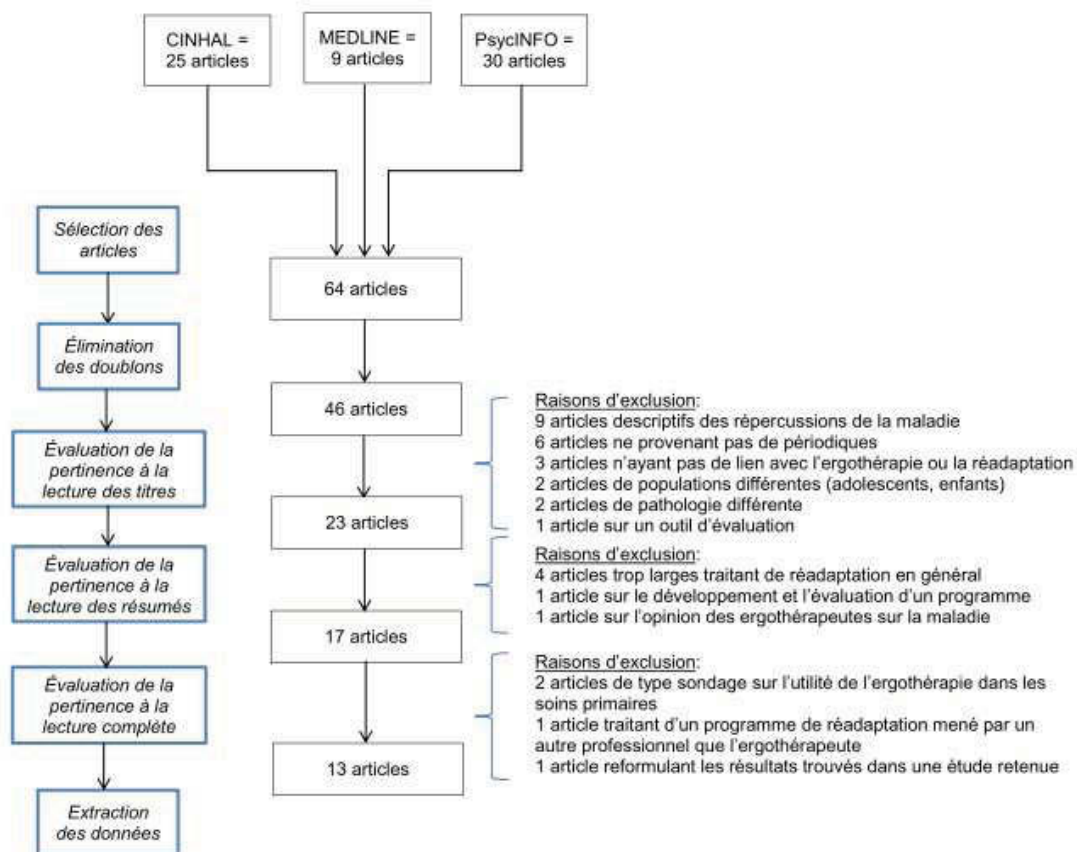 CINHAL =
25 articles
MEDLINE =
9 articles
PsycINFO =
30 articles
Sélection des
articles
64 articles
Élimination
des doublons
46 articles
Raisons d'exclusion:
9 articles descriptifs des répercussions de la maladie
6 articles ne provenant pas de périodiques
3 articles n'ayant pas de lien avec l'ergothérapie ou la réadaptation
2 articles de populations différentes (adolescents, enfants)
2 articles de pathologie différente
1 article sur un outil d'évaluation
Évaluation de la
pertinence à la
lecture des titres
23 articles
Raisons d'exclusion:
4 articles trop larges traitant de réadaptation en général
1 article sur le développement et l'évaluation d'un programme
1 article sur l'opinion des ergothérapeutes sur la maladie
Évaluation de la
pertinence à la
lecture des résumés
17 articles
Raisons d'exclusion:
2 articles de type sondage sur l'utilité de l'ergothérapie dans les
soins primaires
1 article traitant d'un programme de réadaptation mené par un
autre professionnel que l'ergothérapeute
1 article reformulant les résultats trouvés dans une étude retenue
Évaluation de la
pertinence à la lecture
complète
13 articles
Extraction
des données